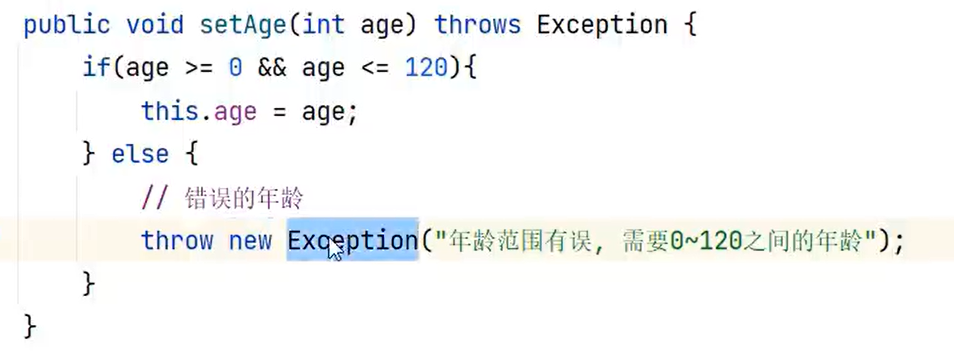 public void setAge(int age) throws Exception {
if(age >= 0 && age <= 120){
this.age = age;
} else {
// 错误的年龄
throw new Exception("年龄范围有误, 需要0~120之间的年龄");
}
}